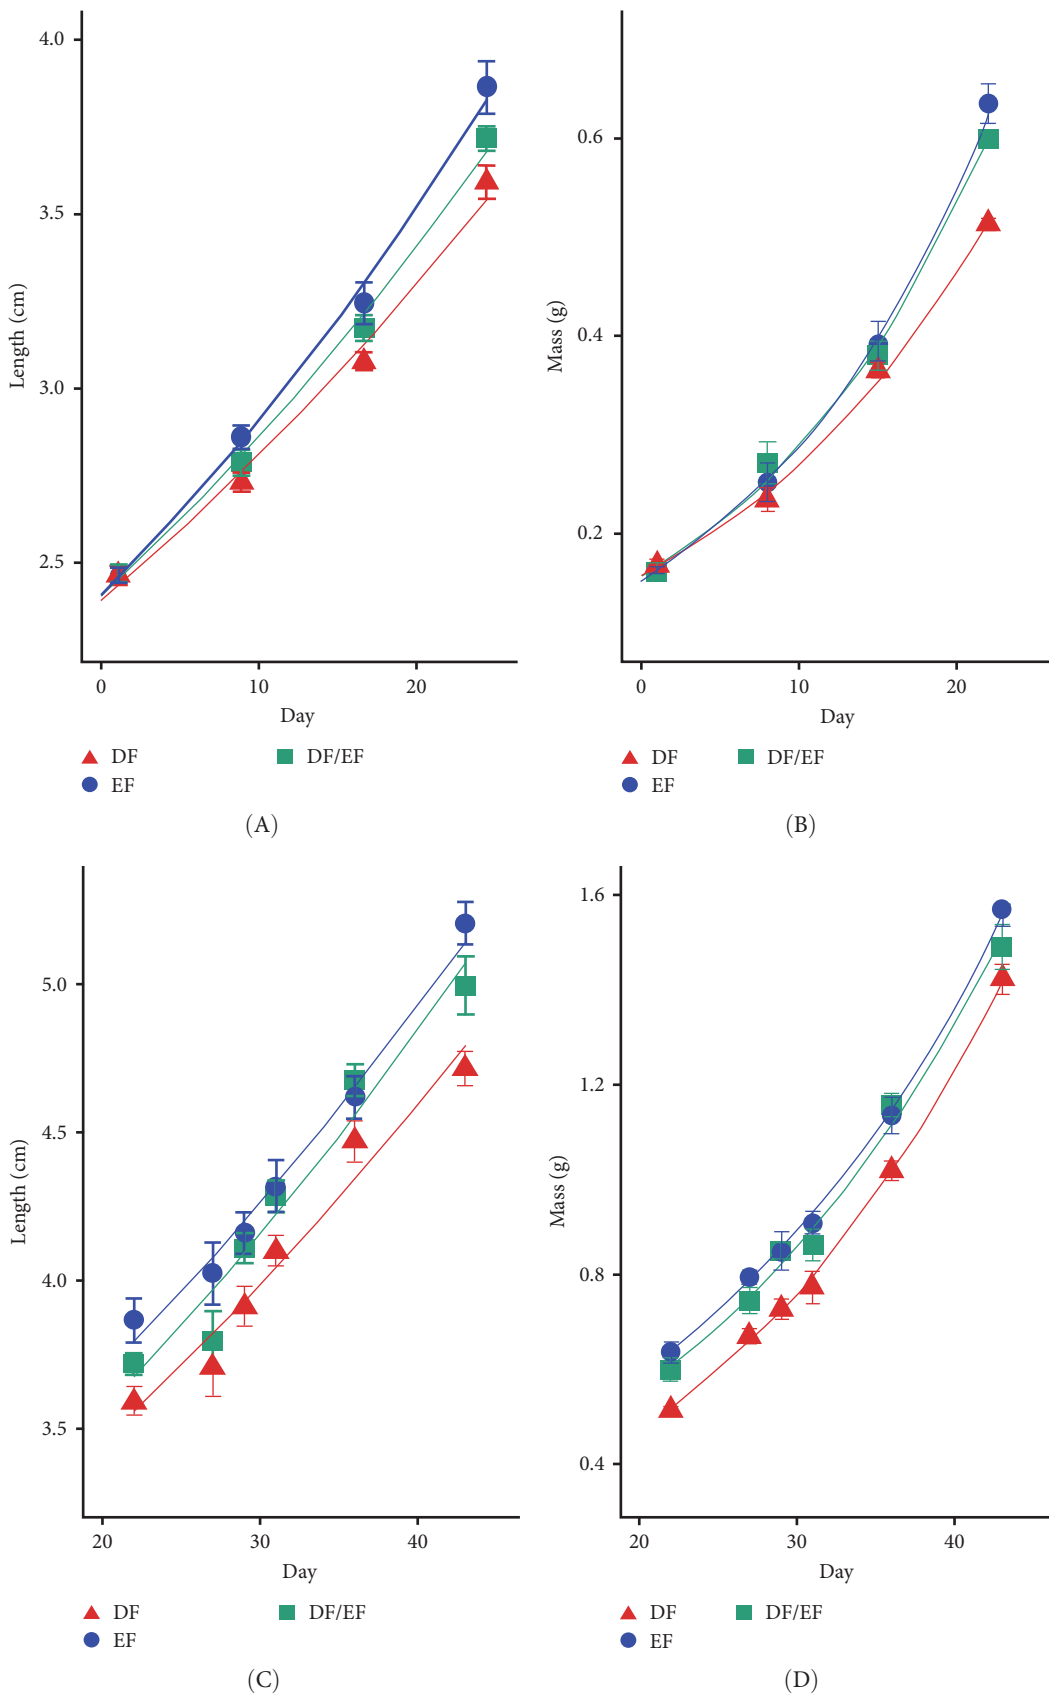 4.0
3.5
3.0
2.5
Length (cm)
0 10 20
Day
DF DF/EF
EF
(A)
0.6
0.4
0.2
Mass (g)
0 10 20
Day
DF DF/EF
EF
(B)
5.0
4.5
4.0
3.5
Length (cm)
20 30 40
Day
DF DF/EF
EF
(C)
1.6
1.2
0.8
0.4
Mass (g)
20 30 40
Day
DF DF/EF
EF
(D)